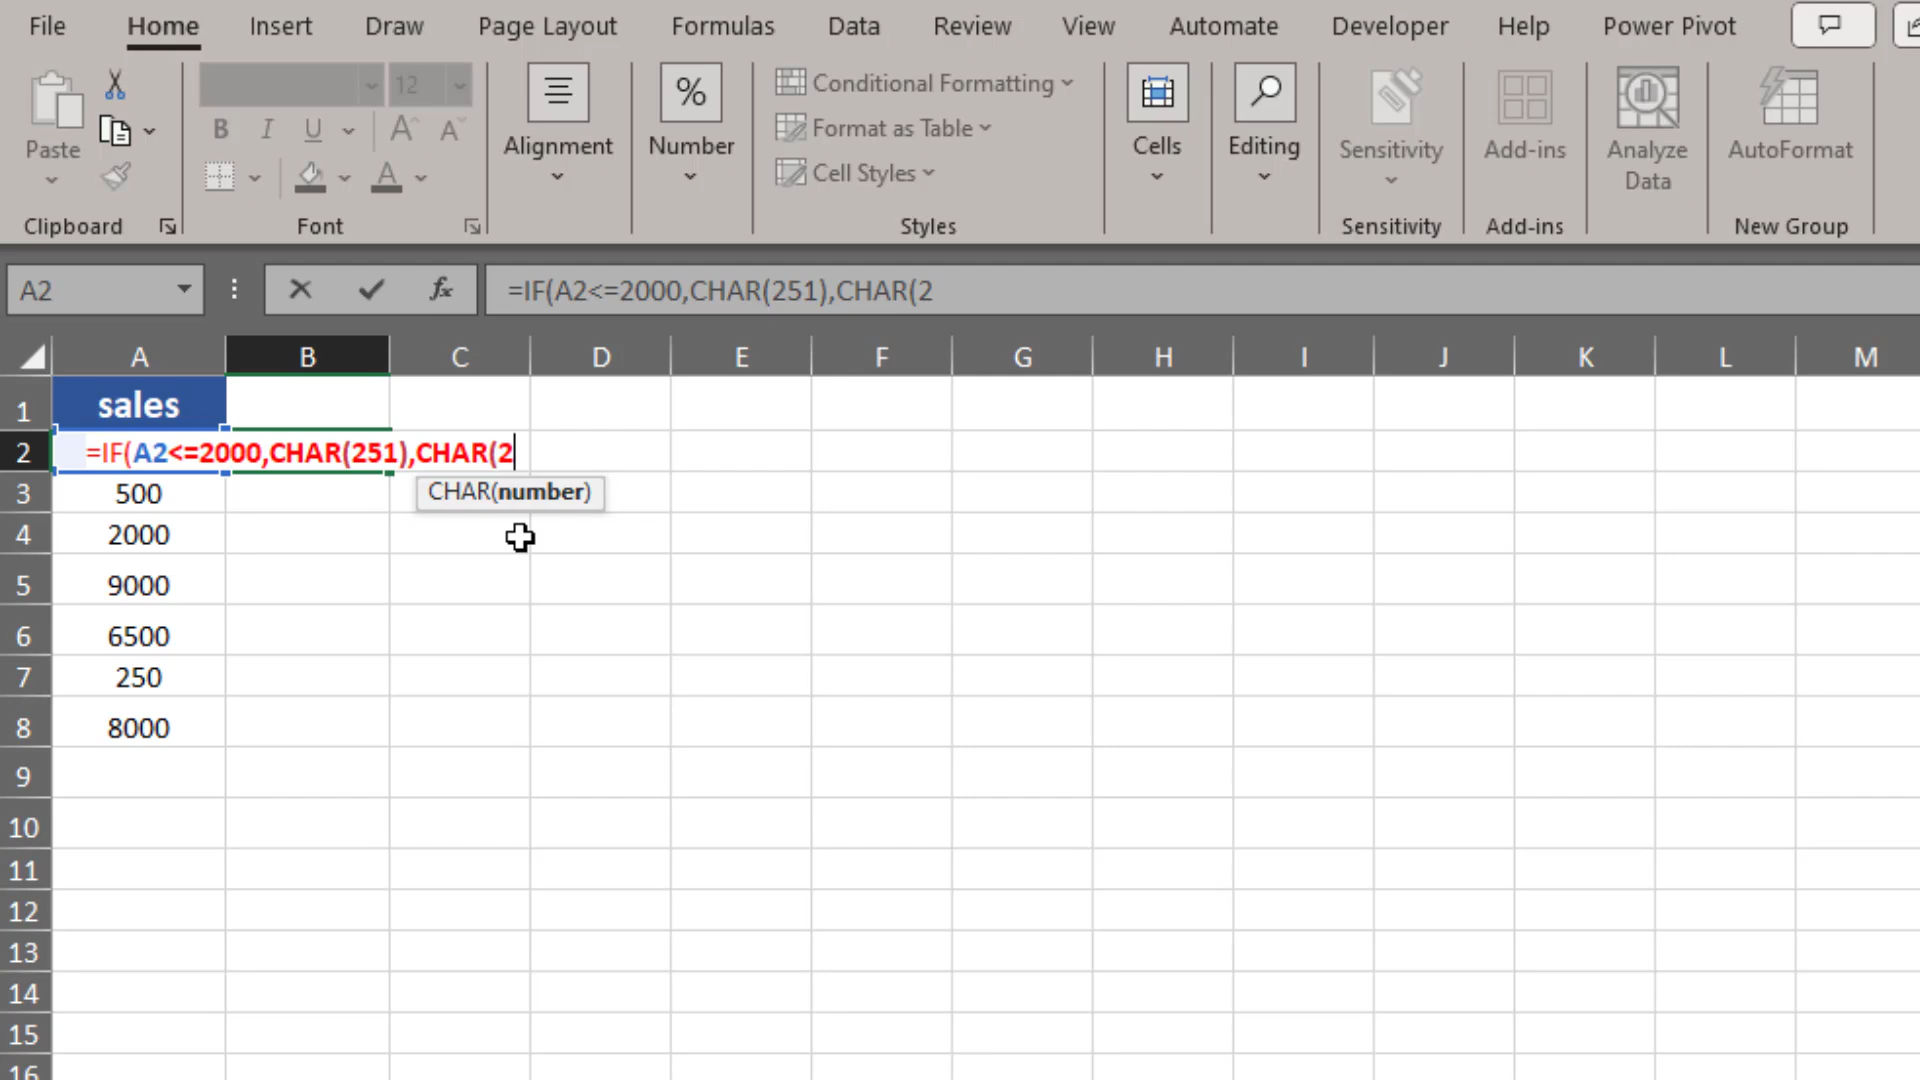 File Home Insert Draw Page Layout Formulas Data Review View Automate Developer Help Power Pivot
12
Conditional Formatting
B I U A A
Format as Table
Paste Alignment Number Cells Editing Sensitivity Add-ins Analyze Data AutoFormat
Cell Styles
Clipboard Font Styles Sensitivity Add-ins New Group
A2 fx =IF(A2<=2000,CHAR(251),CHAR(2
A B C D E F G H I J K L M
1 sales
2 =IF(A2<=2000,CHAR(251),CHAR(2
3 500 CHAR(number)
4 2000
5 9000
6 6500
7 250
8 8000
9
10
11
12
13
14
15
16